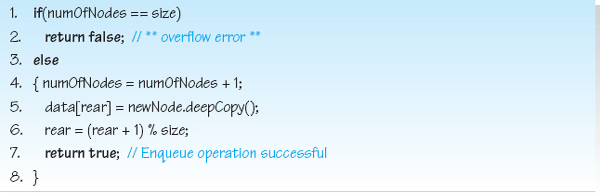 1. if(numOfNodes == size)
2. return false; // ** overflow error **
3. else
4. { numOfNodes = numOfNodes + 1;
5. data[rear] = newNode.deepCopy();
6. rear = (rear + 1) % size;
7. return true; // Enqueue operation successful
8. }